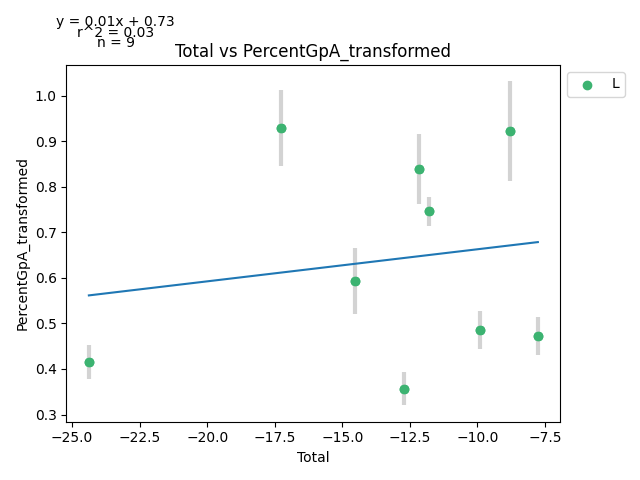 y = 0.01x + 0.73
r^2 = 0.03
n = 9
Total vs PercentGpA_transformed
L
PercentGpA_transformed
1.0
0.9
0.8
0.7
0.6
0.5
0.4
0.3
−25.0 −22.5 −20.0 −17.5 −15.0 −12.5 −10.0 −7.5
Total